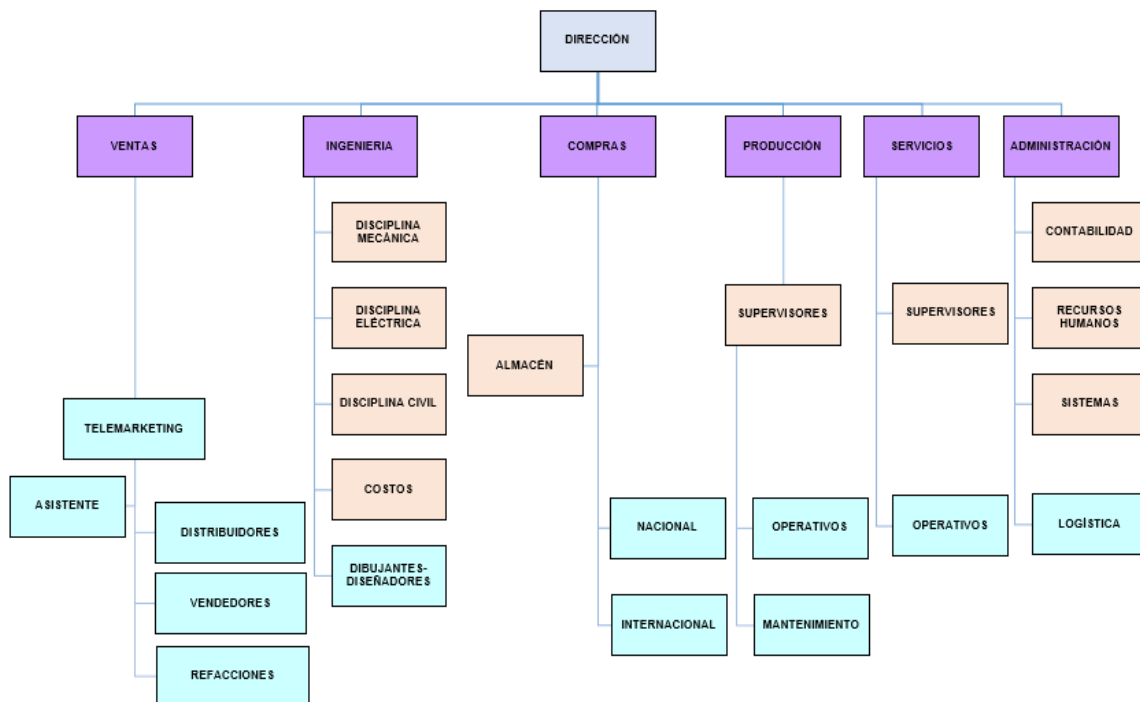 DIRECCIÓN
VENTAS
INGENIERIA
COMPRAS
PRODUCCIÓN
SERVICIOS
ADMINISTRACIÓN
DISCIPLINA
MECÁNICA
CONTABILIDAD
DISCIPLINA
ELÉCTRICA
SUPERVISORES
SUPERVISORES
RECURSOS
HUMANOS
ALMACÉN
DISCIPLINA CIVIL
SISTEMAS
TELEMARKETING
COSTOS
ASISTENTE
DISTRIBUIDORES
NACIONAL
OPERATIVOS
OPERATIVOS
LOGÍSTICA
DIBUJANTES-
DISEÑADORES
VENDEDORES
INTERNACIONAL
MANTENIMIENTO
REFACCIONES